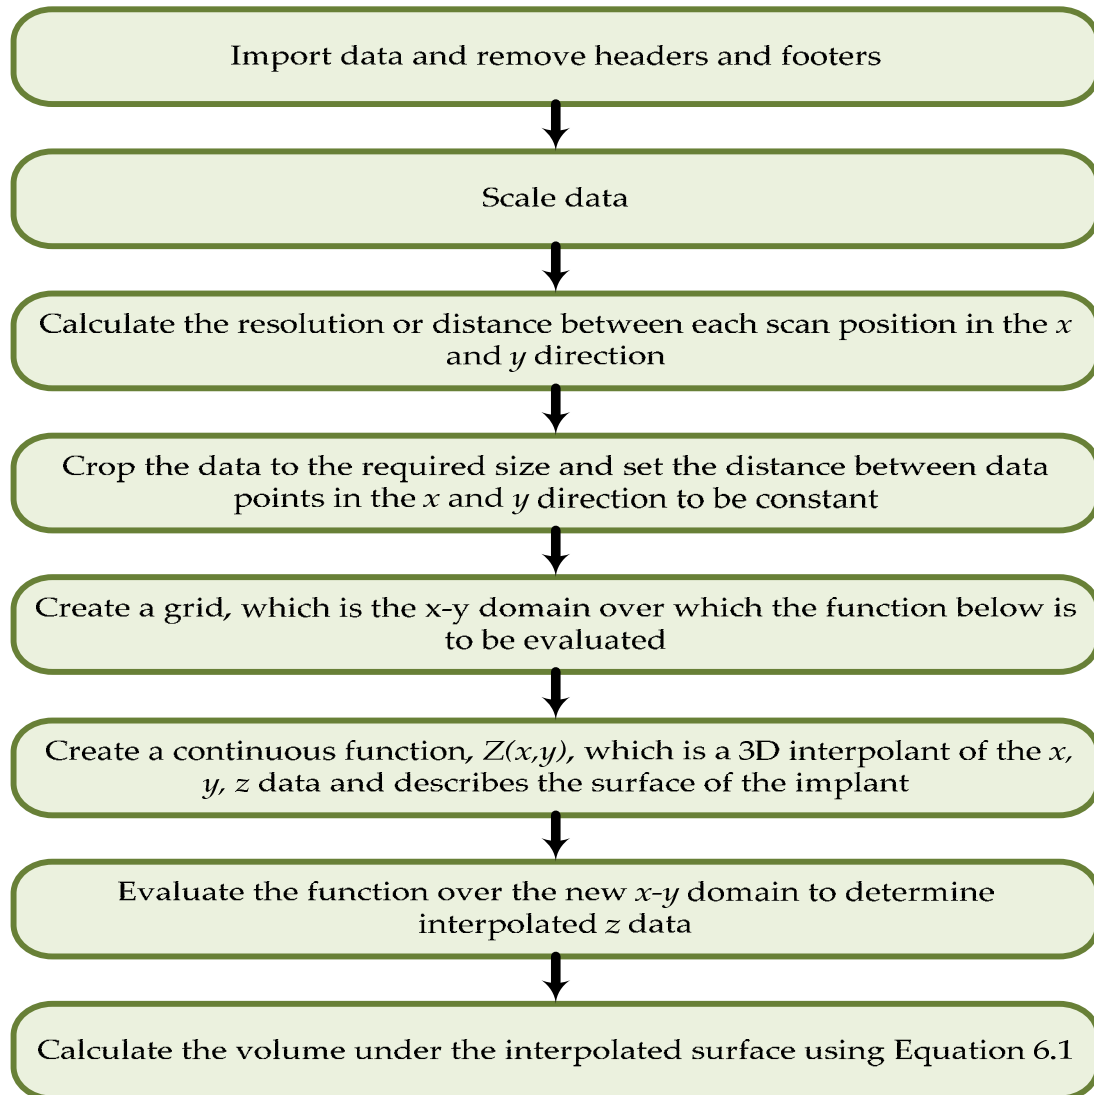 Import data and remove headers and footers
Scale data
Calculate the resolution or distance between each scan position in the x
and y direction
Crop the data to the required size and set the distance between data
points in the x and y direction to be constant
Create a grid, which is the x-y domain over which the function below is
to be evaluated
Create a continuous function, Z(x,y), which is a 3D interpolant of the x,
y, z data and describes the surface of the implant
Evaluate the function over the new x-y domain to determine
interpolated z data
Calculate the volume under the interpolated surface using Equation 6.1